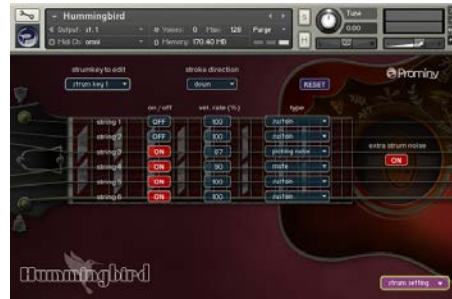 Hummingbird
Output: st.1 Voices: 0 Max: 128 Purge
Midi Ch: omni Memory: 170.40 MB
S
M
Tune
0.00
strumkey to edit stroke direction
strum key 1 down RESET
Prominy
on / off vel. rate (%) type
string 1 OFF 100 sustain
string 2 OFF 100 sustain
string 3 ON 67 picking noise
string 4 ON 90 mute
string 5 ON 100 sustain
string 6 ON 100 sustain
extra strum noise
ON
Hummingbird
strum setting